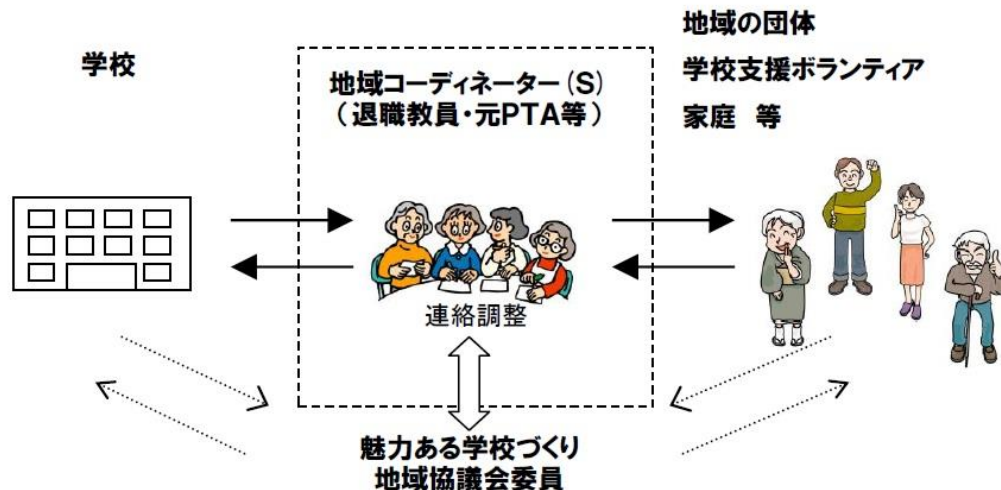 学校
地域コーディネーター(S)
(退職教員・元PTA等)
地域の団体
学校支援ボランティア
家庭 等
連絡調整
魅力ある学校づくり
地域協議会委員